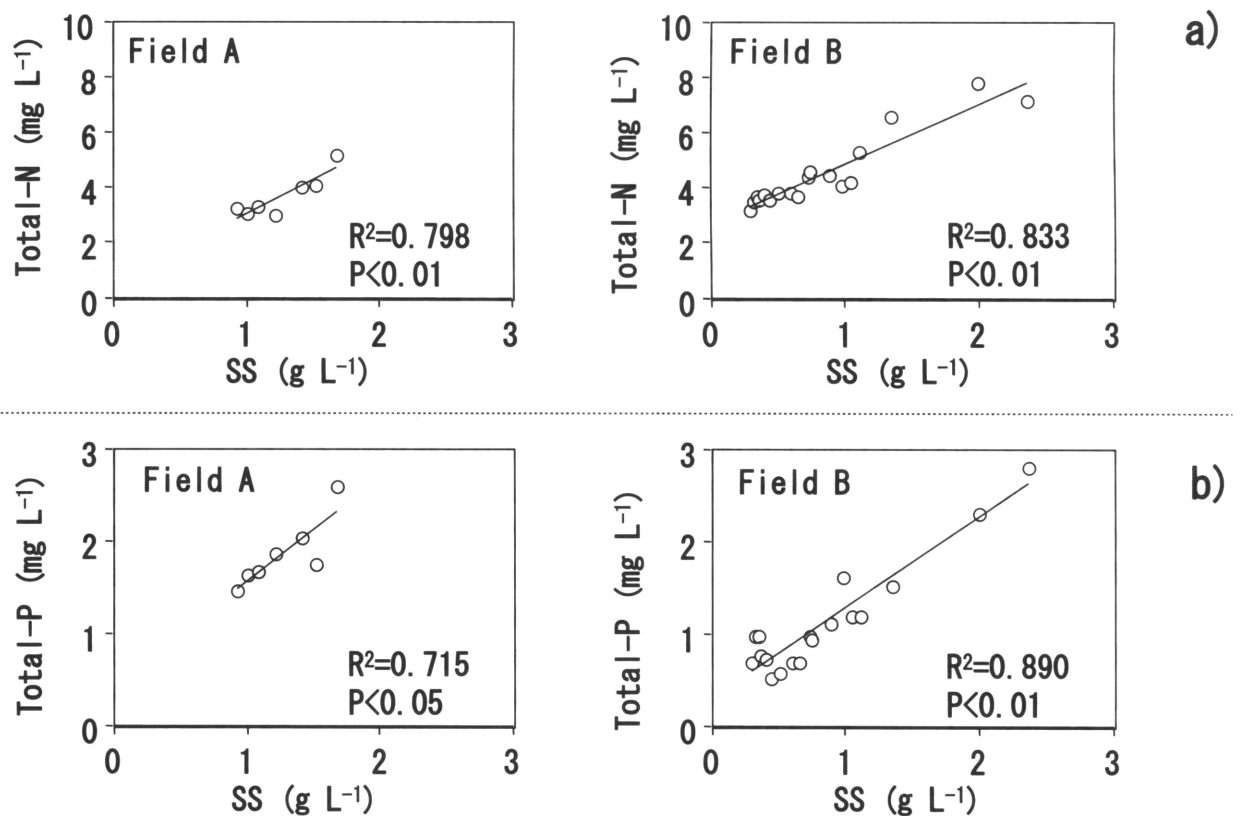 a)
Field A
Total-N (mg L⁻¹)
10
8
6
4
2
0
R²=0.798
P<0.01
0 1 2 3
SS (g L⁻¹)
Field B
Total-N (mg L⁻¹)
10
8
6
4
2
0
R²=0.833
P<0.01
0 1 2 3
SS (g L⁻¹)
b)
Field A
Total-P (mg L⁻¹)
3
2
1
0
R²=0.715
P<0.05
0 1 2 3
SS (g L⁻¹)
Field B
Total-P (mg L⁻¹)
3
2
1
0
R²=0.890
P<0.01
0 1 2 3
SS (g L⁻¹)